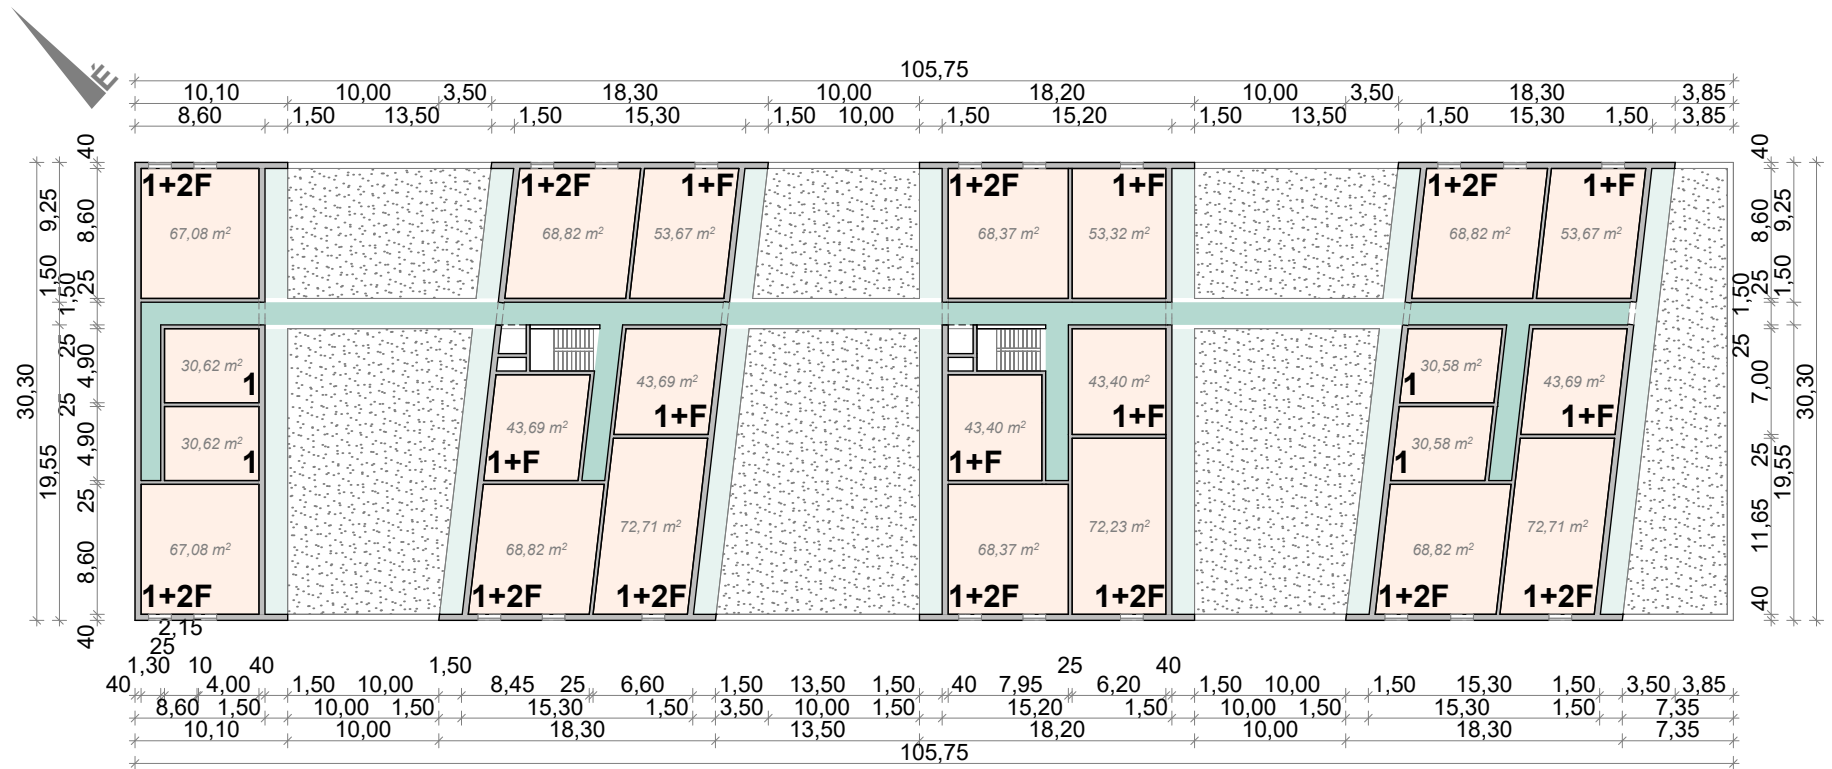 É
105,75
10,10 10,00 3,50 18,30 10,00 18,20 10,00 3,50 18,30 3,85
8,60 1,50 13,50 1,50 15,30 1,50 10,00 1,50 15,20 1,50 13,50 1,50 15,30 1,50 3,85
40 40
1+2F 1+2F 1+F 1+2F 1+F 1+2F 1+F
9,25 8,60 8,60 9,25
67,08 m² 68,82 m² 53,67 m² 68,37 m² 53,32 m² 68,82 m² 53,67 m²
1,50 1,50 25 1,50 25 1,50
25 4,90 25 7,00
30,30 30,30
30,62 m² 43,69 m² 43,40 m² 30,58 m² 43,69 m²
1 1
25 1+F 1+F 1+F
4,90 30,62 m² 43,69 m² 43,40 m² 30,58 m²
1 1+F 1+F 1
19,55 25 25 19,55
72,71 m² 72,23 m² 72,71 m²
8,60 67,08 m² 68,82 m² 68,37 m² 68,82 m² 11,65
1+2F 1+2F 1+2F 1+2F 1+2F 1+2F 1+2F
40 40
2,15
25
1,30 10 40 1,50 25 40
40 4,00 1,50 10,00 8,45 25 6,60 1,50 13,50 1,50 40 7,95 6,20 1,50 10,00 1,50 15,30 1,50 3,50 3,85
8,60 1,50 10,00 1,50 15,30 1,50 3,50 10,00 1,50 15,20 1,50 10,00 1,50 15,30 1,50 7,35
10,10 10,00 18,30 13,50 18,20 10,00 18,30 7,35
105,75